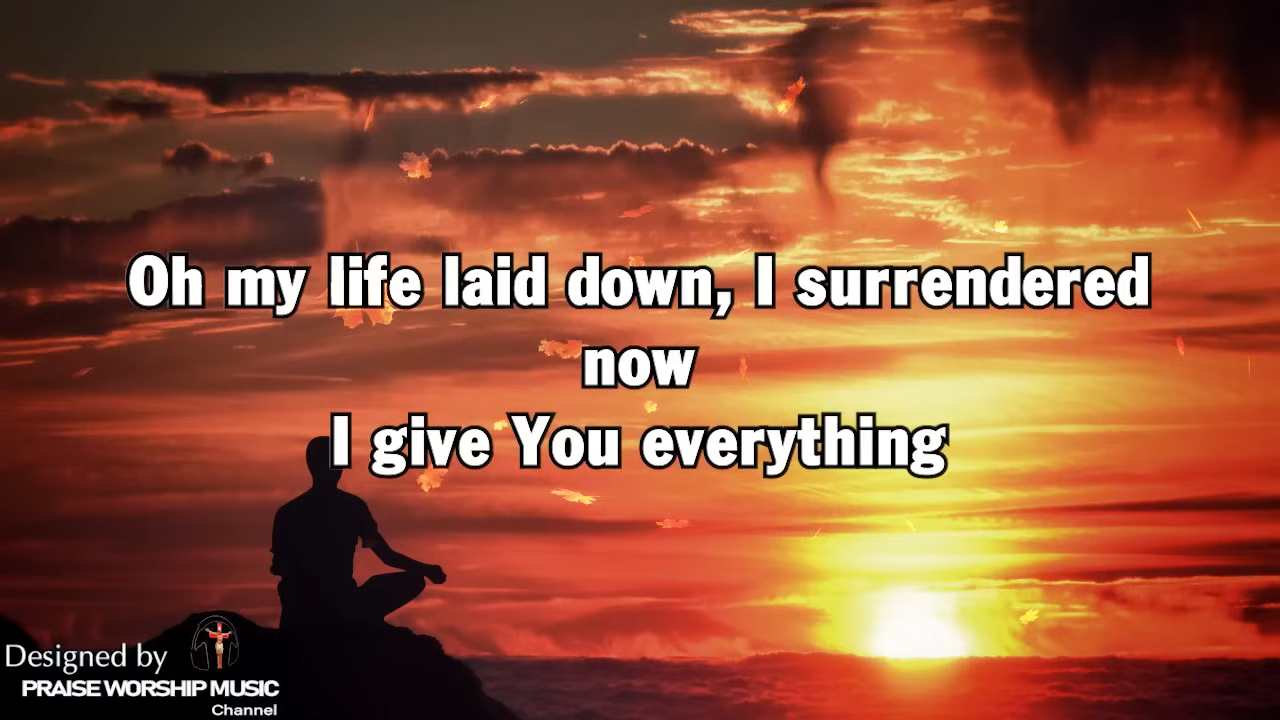 Oh my life laid down, I surrendered
now
I give You everything
Designed by
PRAISE WORSHIP MUSIC
Channel